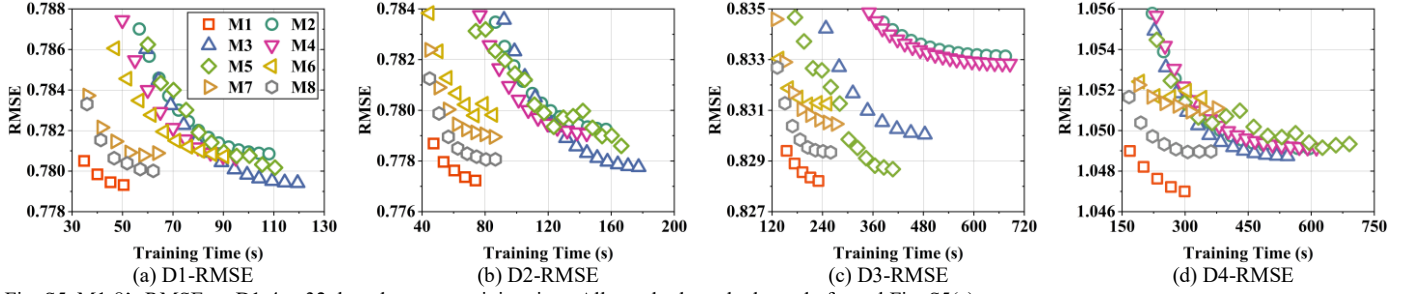 0.788
0.786
0.784
0.782
0.780
0.778
RMSE
M1 M2
M3 M4
M5 M6
M7 M8
30 50 70 90 110 130
Training Time (s)
(a) D1-RMSE
0.784
0.782
0.780
0.778
0.776
RMSE
40 80 120 160 200
Training Time (s)
(b) D2-RMSE
0.835
0.833
0.831
0.829
0.827
RMSE
120 240 360 480 600 720
Training Time (s)
(c) D3-RMSE
1.056
1.054
1.052
1.050
1.048
1.046
RMSE
150 300 450 600 750
Training Time (s)
(d) D4-RMSE